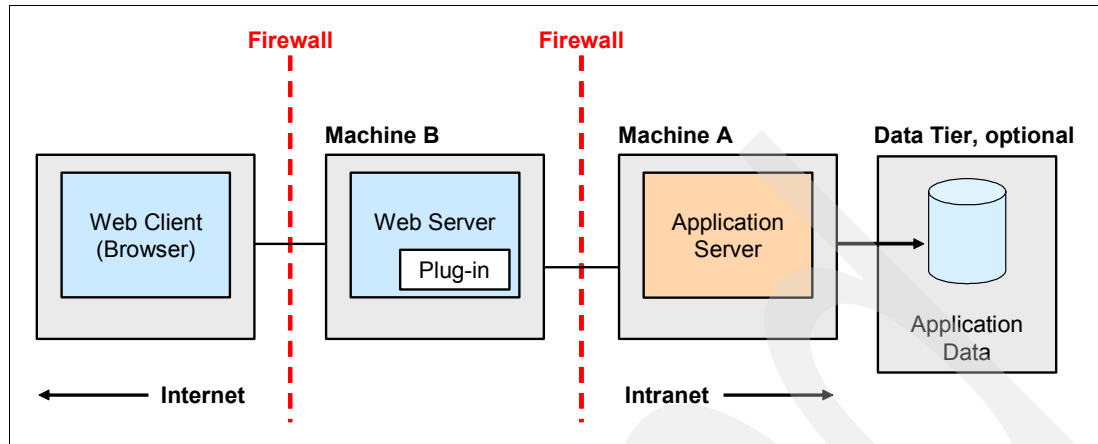 Firewall
Firewall
Machine B
Machine A
Data Tier, optional
Web Client
(Browser)
Web Server
Plug-in
Application
Server
Application
Data
Internet
Intranet